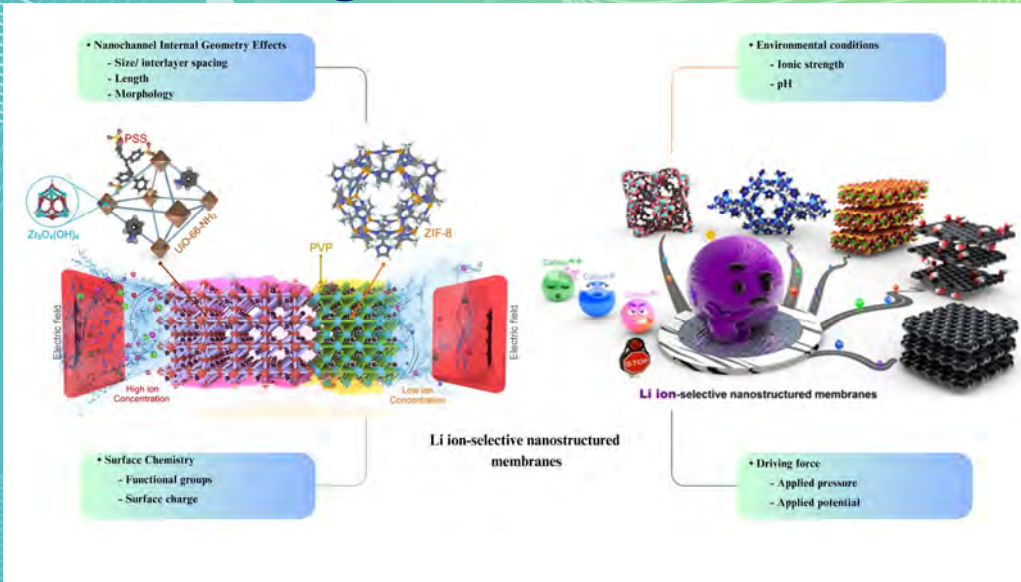 • Nanochannel Internal Geometry Effects
- Size/ interlayer spacing
- Length
- Morphology
• Environmental conditions
- Ionic strength
- pH
PSS
Zr₆O₄(OH)₄
UiO-66-NH₂
ZIF-8
PVP
Electric field
High ion
Concentration
Low ion
Concentration
Electric field
STOP
Li ion-selective nanostructured membranes
Li ion-selective nanostructured
membranes
• Surface Chemistry
- Functional groups
- Surface charge
• Driving force
- Applied pressure
- Applied potential